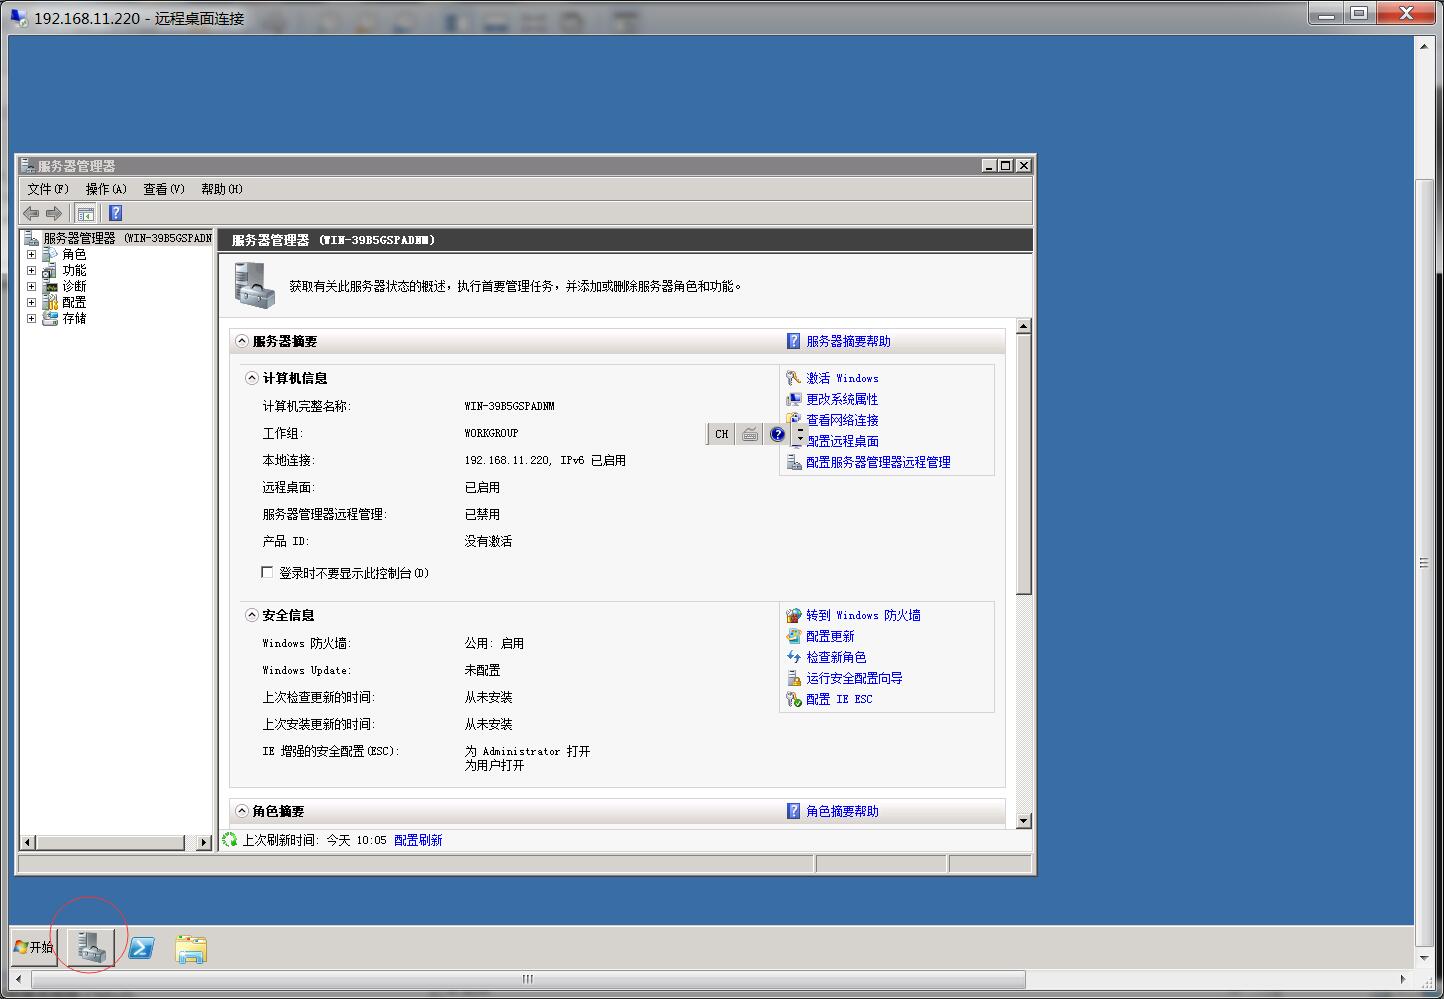 192.168.11.220 - 远程桌面连接
服务器管理器
文件(F) 操作(A) 查看(V) 帮助(H)
服务器管理器 (WIN-39B5GSPADN
角色
功能
诊断
配置
存储
服务器管理器 (WIN-39B5GSPADNM)
获取有关此服务器状态的概述，执行首要管理任务，并添加或删除服务器角色和功能。
服务器摘要 服务器摘要帮助
计算机信息
计算机完整名称: WIN-39B5GSPADNM
工作组: WORKGROUP
本地连接: 192.168.11.220, IPv6 已启用
远程桌面: 已启用
服务器管理器远程管理: 已禁用
产品 ID: 没有激活
登录时不要显示此控制台(D)
激活 Windows
更改系统属性
查看网络连接
配置远程桌面
配置服务器管理器远程管理
CH
安全信息
Windows 防火墙: 公用: 启用
Windows Update: 未配置
上次检查更新的时间: 从未安装
上次安装更新的时间: 从未安装
IE 增强的安全配置(ESC): 为 Administrator 打开
为用户打开
转到 Windows 防火墙
配置更新
检查新角色
运行安全配置向导
配置 IE ESC
角色摘要 角色摘要帮助
上次刷新时间: 今天 10:05 配置刷新
开始